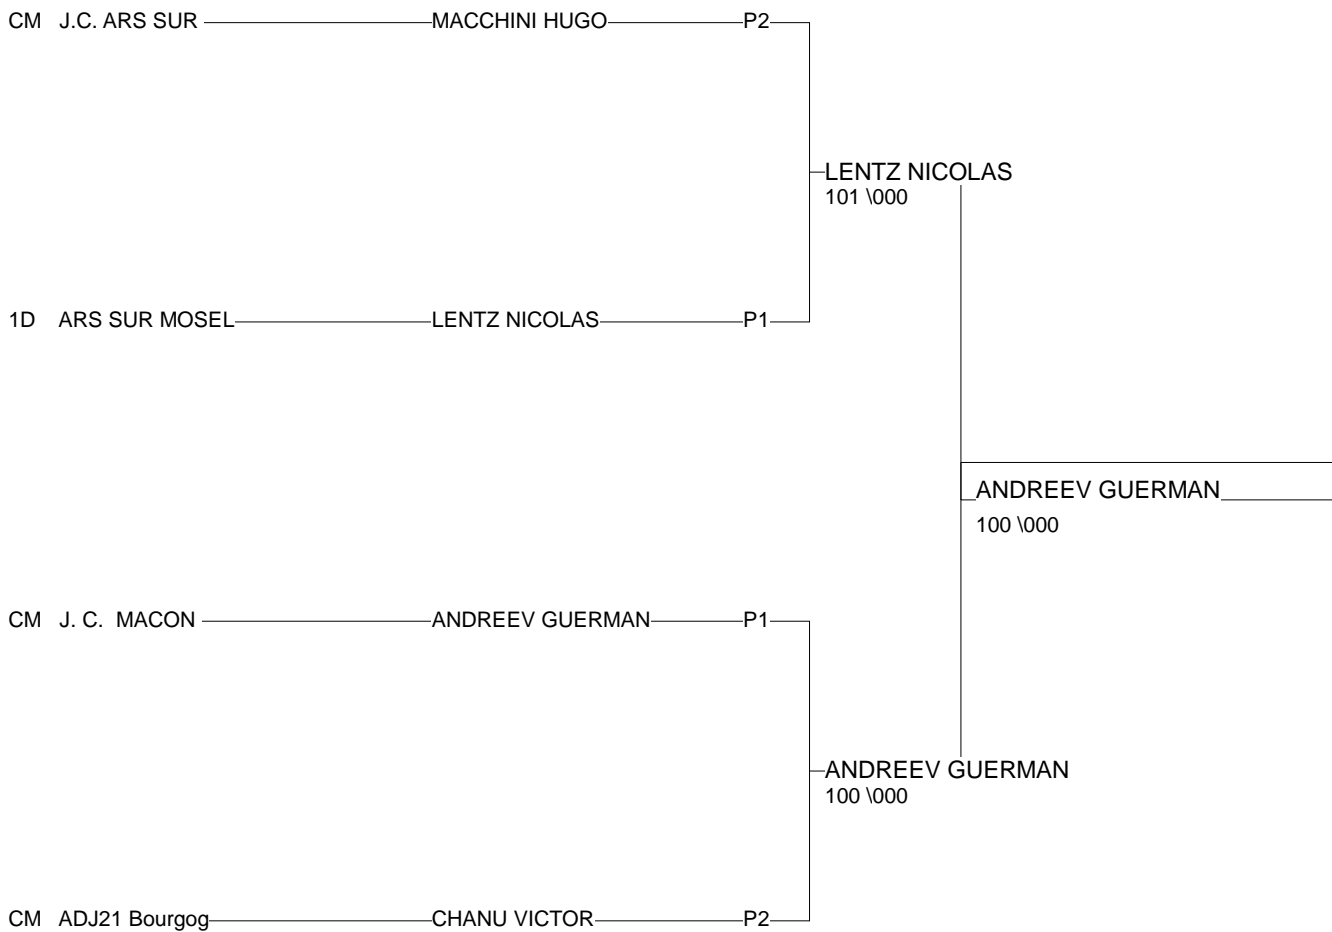 CM J.C. ARS SUR MACCHINI HUGO P2
LENTZ NICOLAS
101 \000
1D ARS SUR MOSEL LENTZ NICOLAS P1
ANDREEV GUERMAN
100 \000
CM J. C. MACON ANDREEV GUERMAN P1
ANDREEV GUERMAN
100 \000
CM ADJ21 Bourgog CHANU VICTOR P2